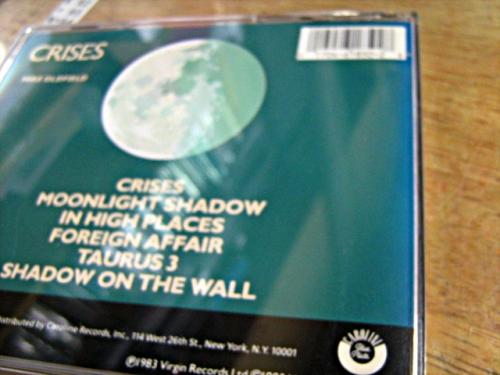 CRISES
MIKE OLDFIELD
CRISES
MOONLIGHT SHADOW
IN HIGH PLACES
FOREIGN AFFAIR
TAURUS 3
SHADOW ON THE WALL
Distributed by Caroline Records, Inc., 114 West 26th St., New York, N.Y. 10001
℗1983 Virgin Records Ltd
CAROLINE